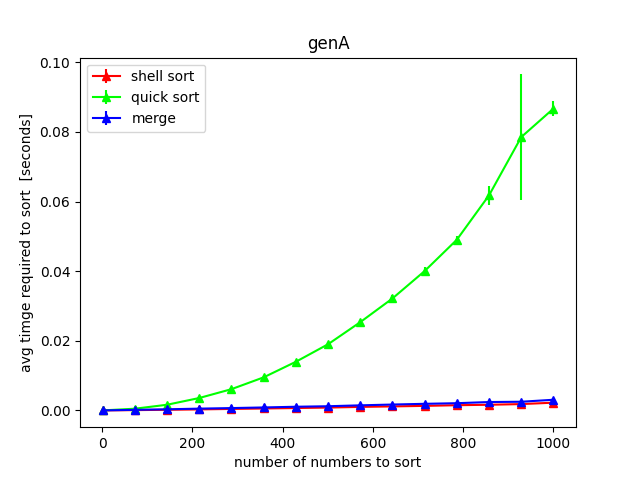 genA
shell sort
quick sort
merge
avg timge required to sort  [seconds]
0.10
0.08
0.06
0.04
0.02
0.00
0 200 400 600 800 1000
number of numbers to sort